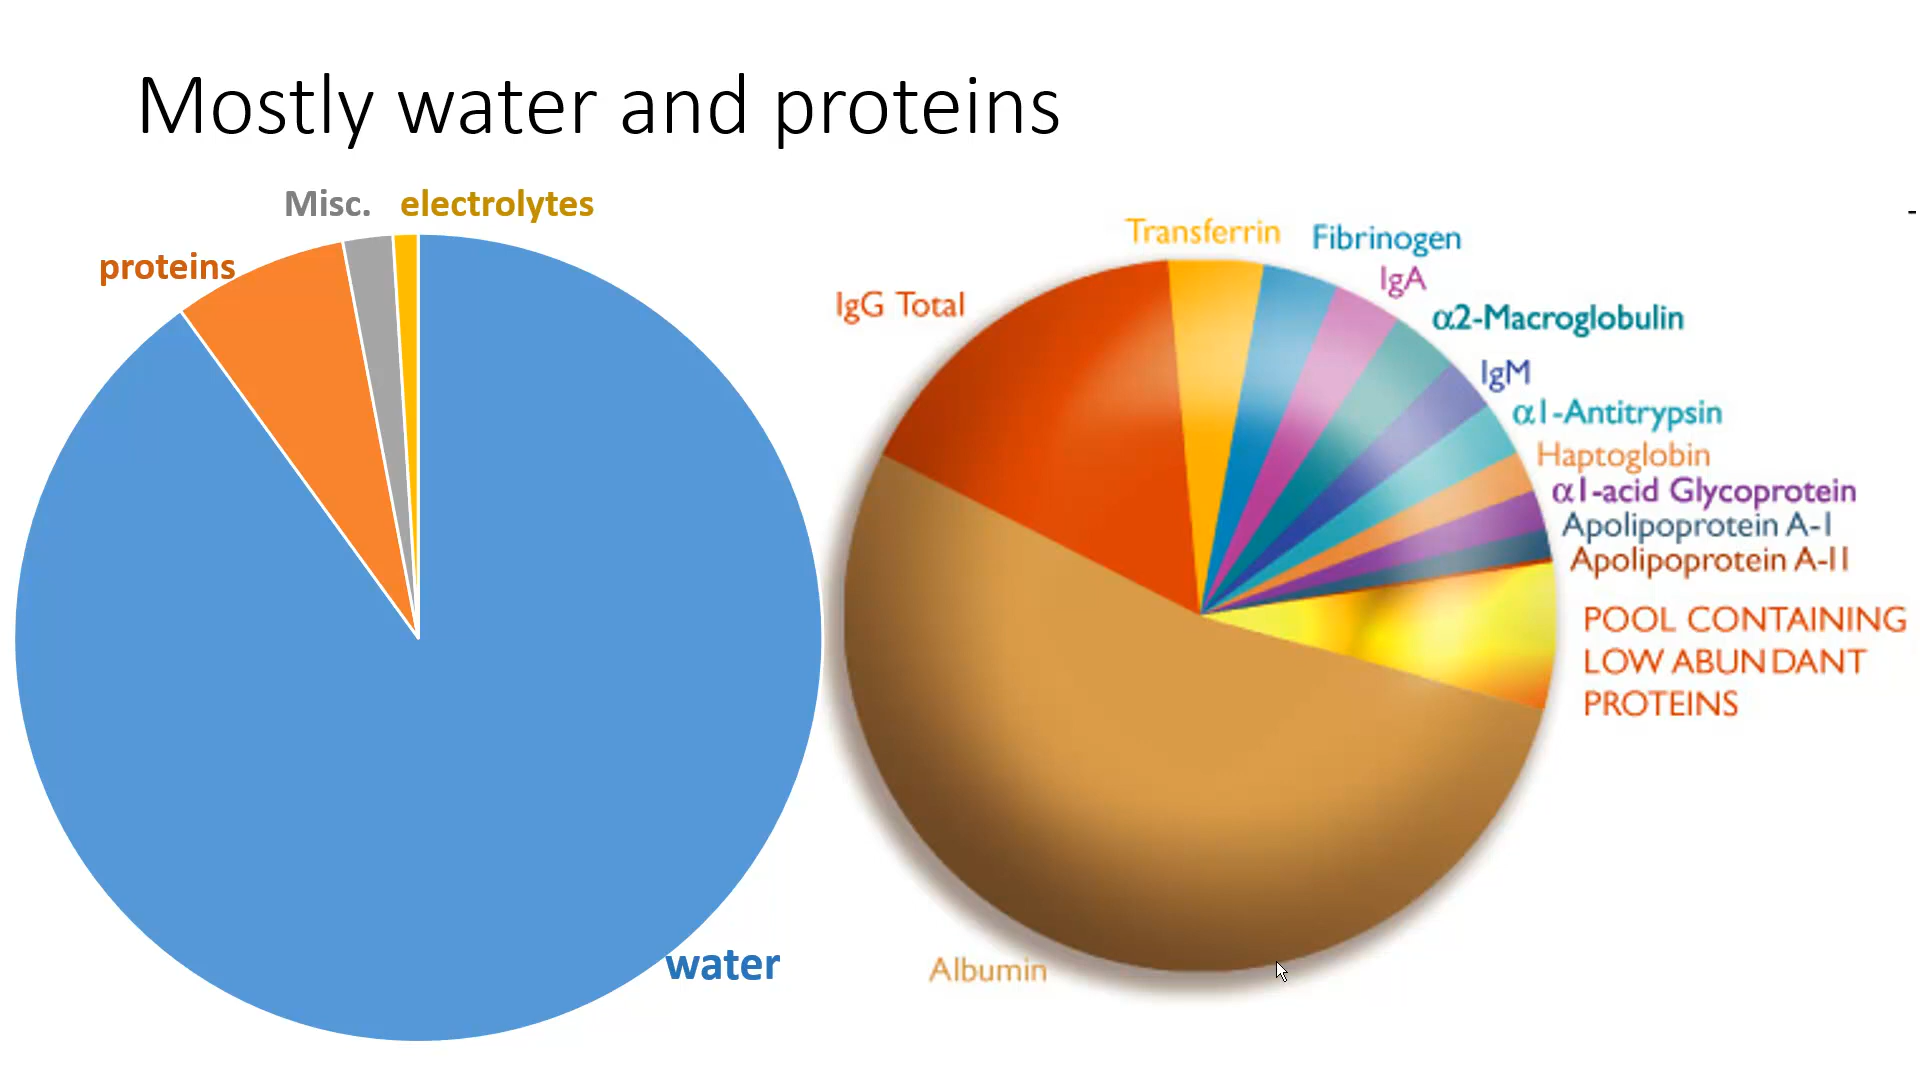 Mostly water and proteins
Misc.
electrolytes
proteins
water
Transferrin
Fibrinogen
IgA
IgG Total
α2-Macroglobulin
IgM
α1-Antitrypsin
Haptoglobin
α1-acid Glycoprotein
Apolipoprotein A-I
Apolipoprotein A-II
POOL CONTAINING
LOW ABUNDANT
PROTEINS
Albumin